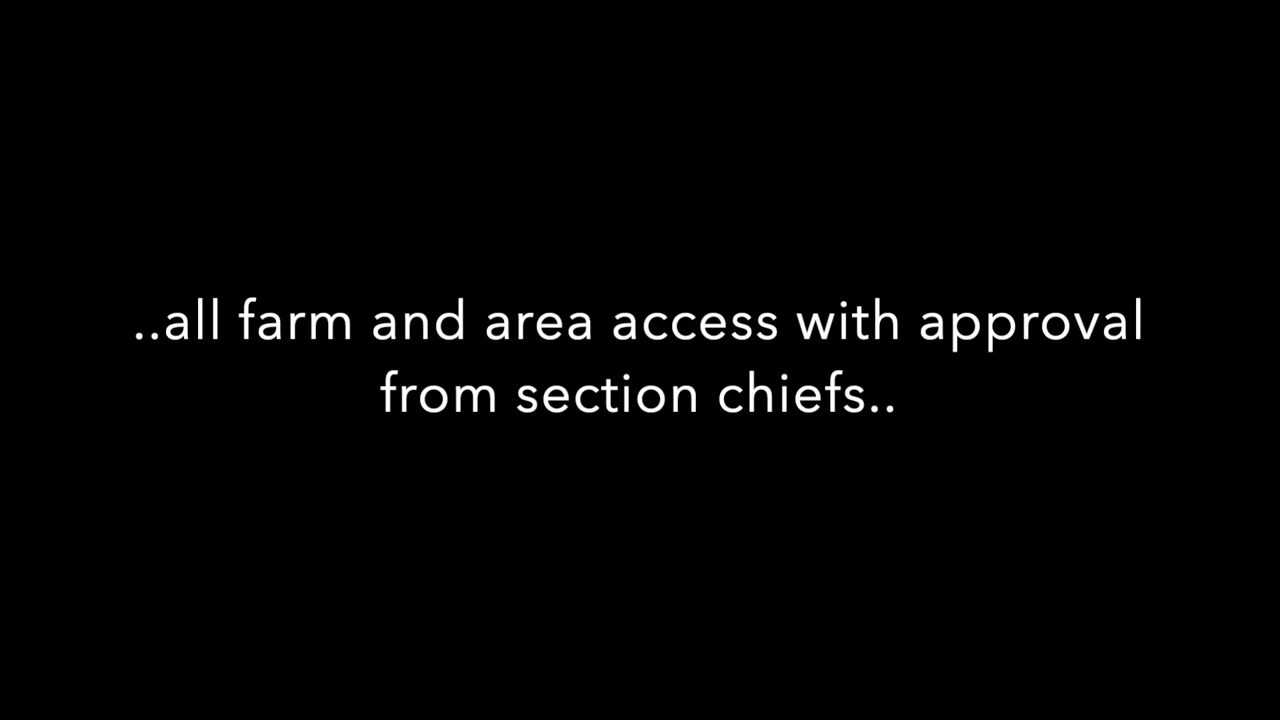 ..all farm and area access with approval
from section chiefs..